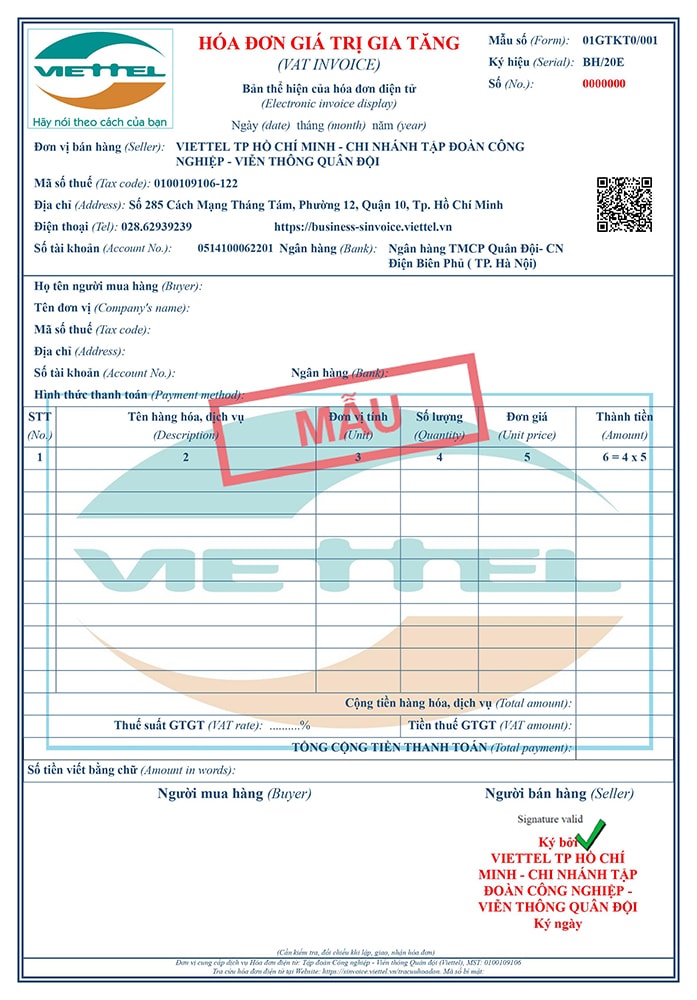 VIETTEL
Hãy nói theo cách của bạn
HÓA ĐƠN GIÁ TRỊ GIA TĂNG
(VAT INVOICE)
Bản thể hiện của hóa đơn điện tử
(Electronic invoice display)
Ngày (date) tháng (month) năm (year)
Mẫu số (Form): 01GTKT0/001
Ký hiệu (Serial): BH/20E
Số (No.): 0000000
Đơn vị bán hàng (Seller): VIETTEL TP HỒ CHÍ MINH - CHI NHÁNH TẬP ĐOÀN CÔNG
NGHIỆP - VIỄN THÔNG QUÂN ĐỘI
Mã số thuế (Tax code): 0100109106-122
Địa chỉ (Address): Số 285 Cách Mạng Tháng Tám, Phường 12, Quận 10, Tp. Hồ Chí Minh
Điện thoại (Tel): 028.62939239 https://business-sinvoice.viettel.vn
Số tài khoản (Account No.): 0514100062201 Ngân hàng (Bank): Ngân hàng TMCP Quân Đội- CN
Điện Biên Phủ ( TP. Hà Nội)
Họ tên người mua hàng (Buyer):
Tên đơn vị (Company's name):
Mã số thuế (Tax code):
Địa chỉ (Address):
Số tài khoản (Account No.): Ngân hàng (Bank):
Hình thức thanh toán (Payment method):
MẪU
STT Tên hàng hóa, dịch vụ Đơn vị tính Số lượng Đơn giá Thành tiền
(No.) (Description) (Unit) (Quantity) (Unit price) (Amount)
1 2 3 4 5 6 = 4 x 5
VIETTEL
Cộng tiền hàng hóa, dịch vụ (Total amount):
Thuế suất GTGT (VAT rate): ..........% Tiền thuế GTGT (VAT amount):
TỔNG CỘNG TIỀN THANH TOÁN (Total payment):
Số tiền viết bằng chữ (Amount in words):
Người mua hàng (Buyer) Người bán hàng (Seller)
Signature valid
Ký bởi
VIETTEL TP HỒ CHÍ
MINH - CHI NHÁNH TẬP
ĐOÀN CÔNG NGHIỆP -
VIỄN THÔNG QUÂN ĐỘI
Ký ngày
(Cần kiểm tra, đối chiếu khi lập, giao, nhận hóa đơn)
Đơn vị cung cấp dịch vụ Hóa đơn điện tử: Tập đoàn Công nghiệp - Viễn thông Quân đội (Viettel), MST: 0100109106
Tra cứu hóa đơn điện tử tại Website: https://sinvoice.viettel.vn/tracuuhoadon. Mã số bí mật: